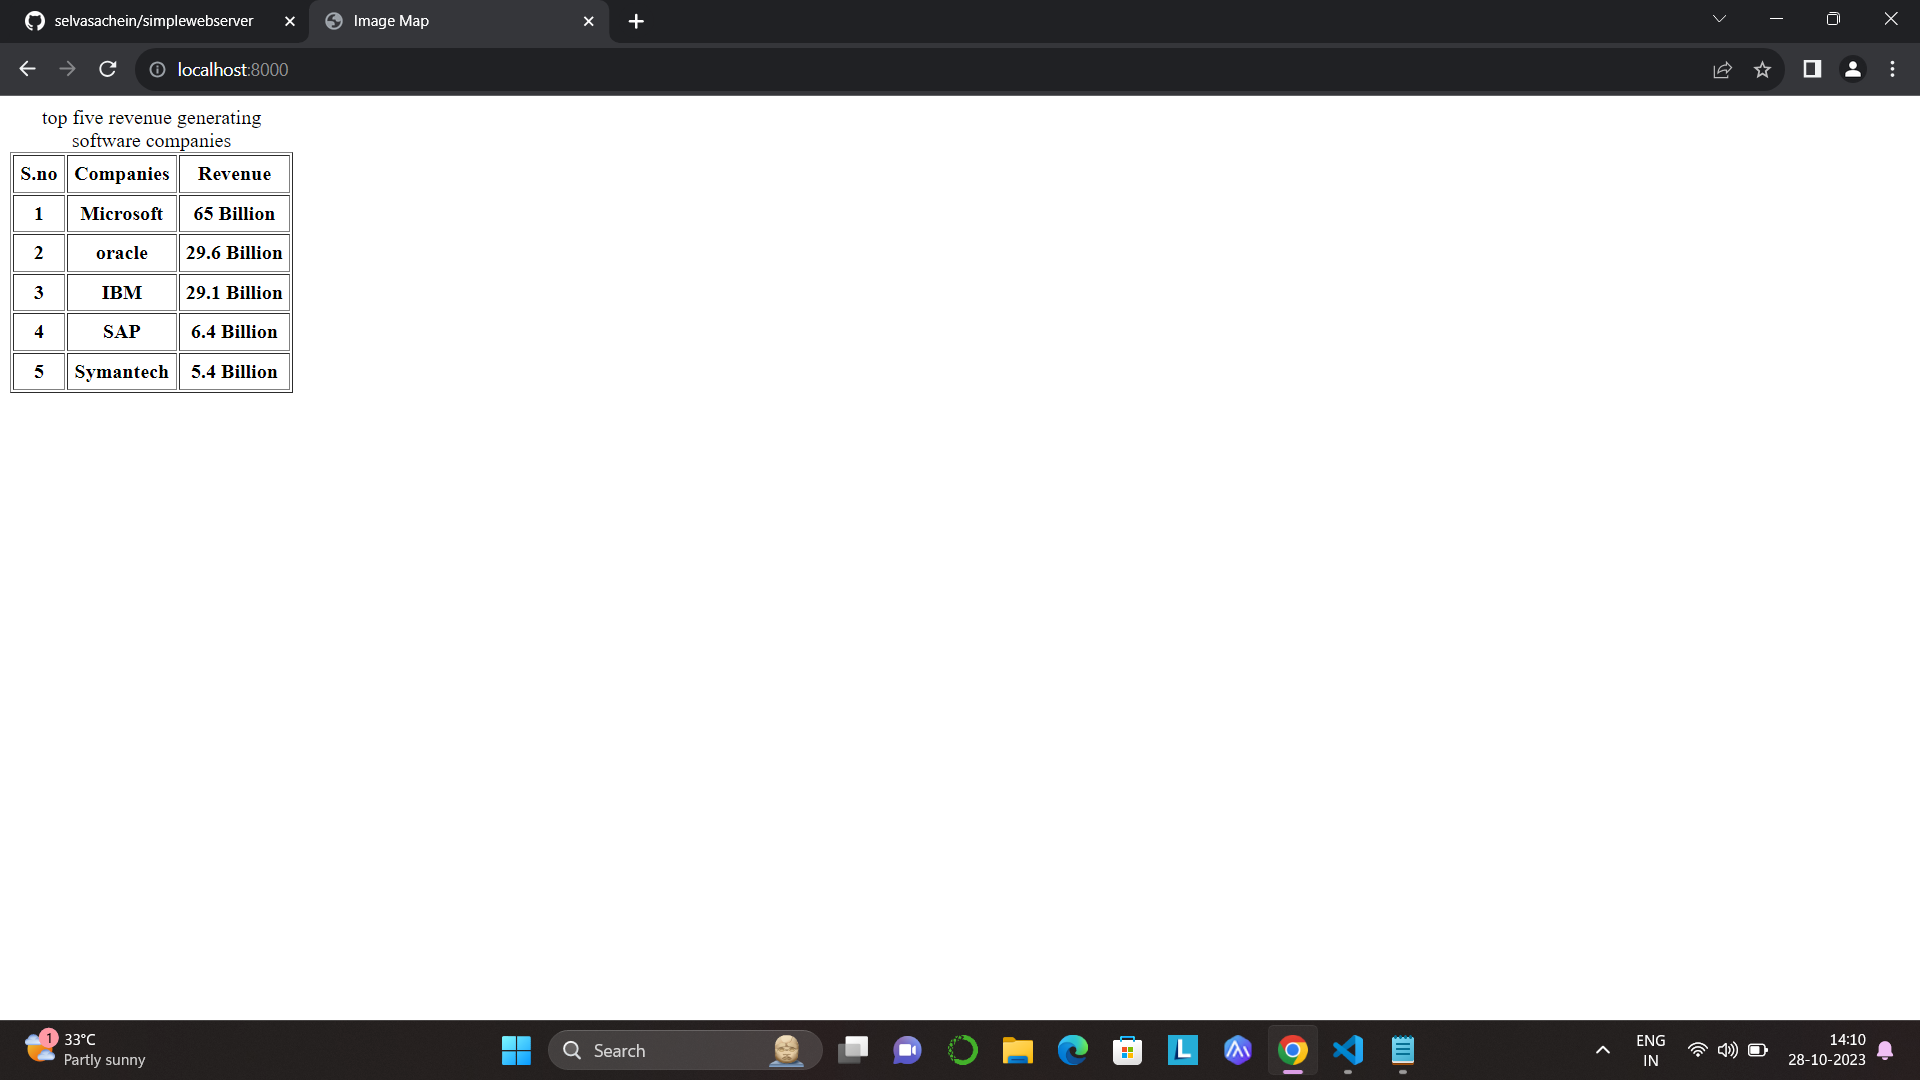 selvasachein/simplewebserver
Image Map
localhost:8000
top five revenue generating
software companies
S.no Companies Revenue
1 Microsoft 65 Billion
2 oracle 29.6 Billion
3 IBM 29.1 Billion
4 SAP 6.4 Billion
5 Symantech 5.4 Billion
1
33°C
Partly sunny
Search
L
ENG
IN
14:10
28-10-2023